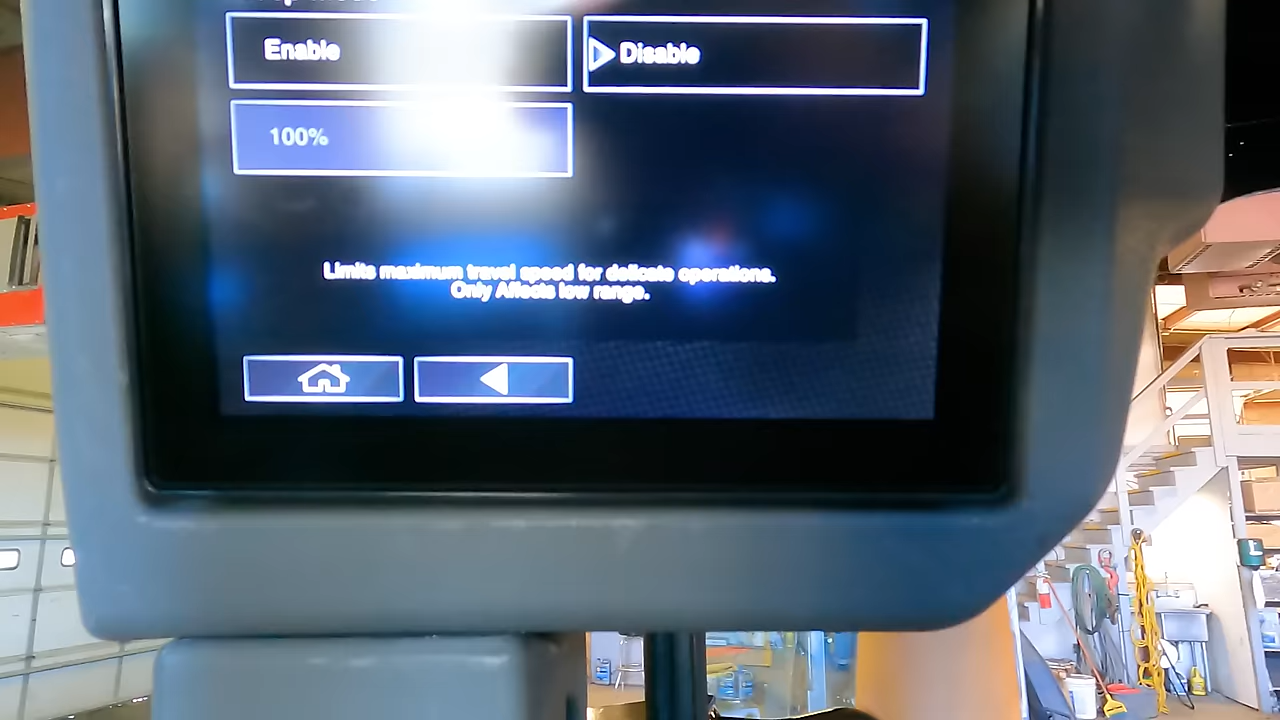 Enable
Disable
100%
Limits maximum travel speed for delicate operations.
Only Affects low range.